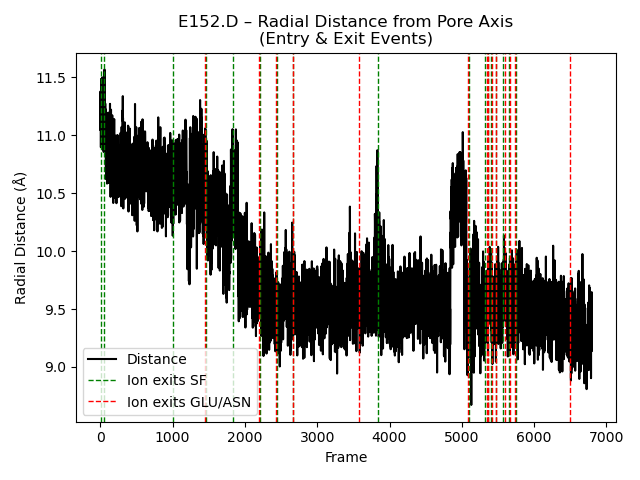 E152.D – Radial Distance from Pore Axis
(Entry & Exit Events)
Radial Distance (Å)
11.5
11.0
10.5
10.0
9.5
9.0
Distance
Ion exits SF
Ion exits GLU/ASN
0 1000 2000 3000 4000 5000 6000 7000
Frame